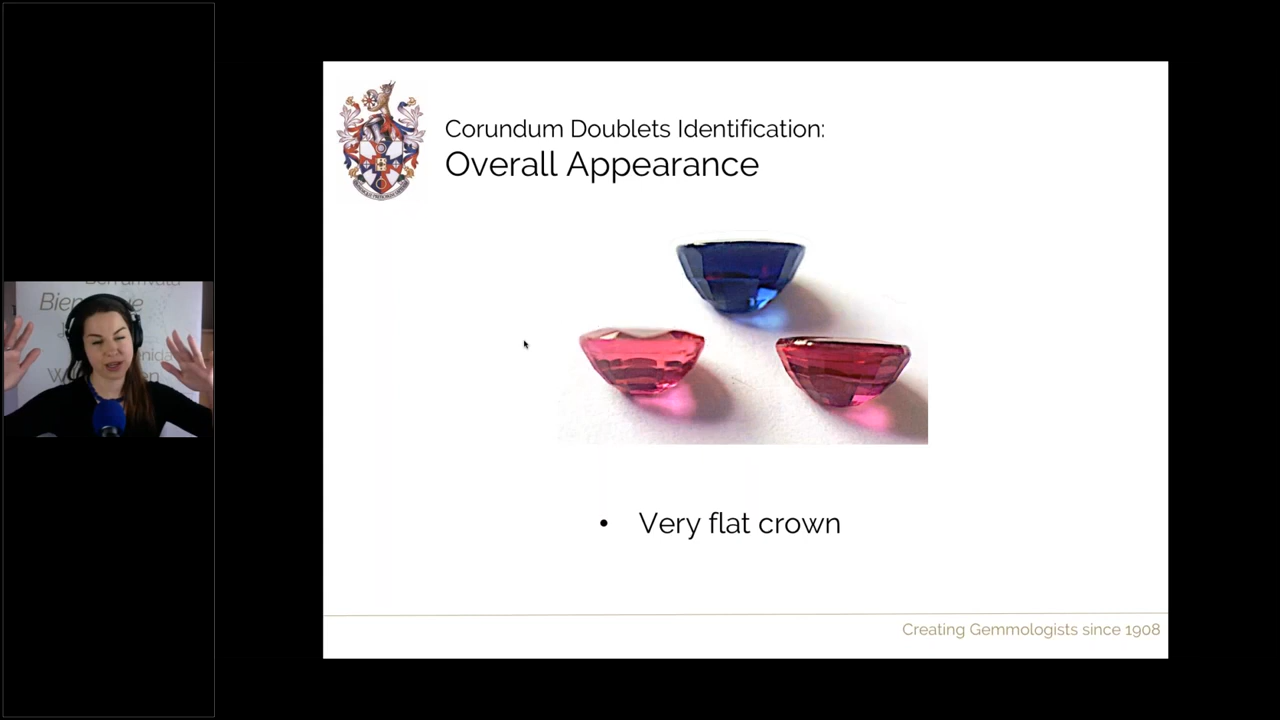 Corundum Doublets Identification:
Overall Appearance
• Very flat crown
Creating Gemmologists since 1908